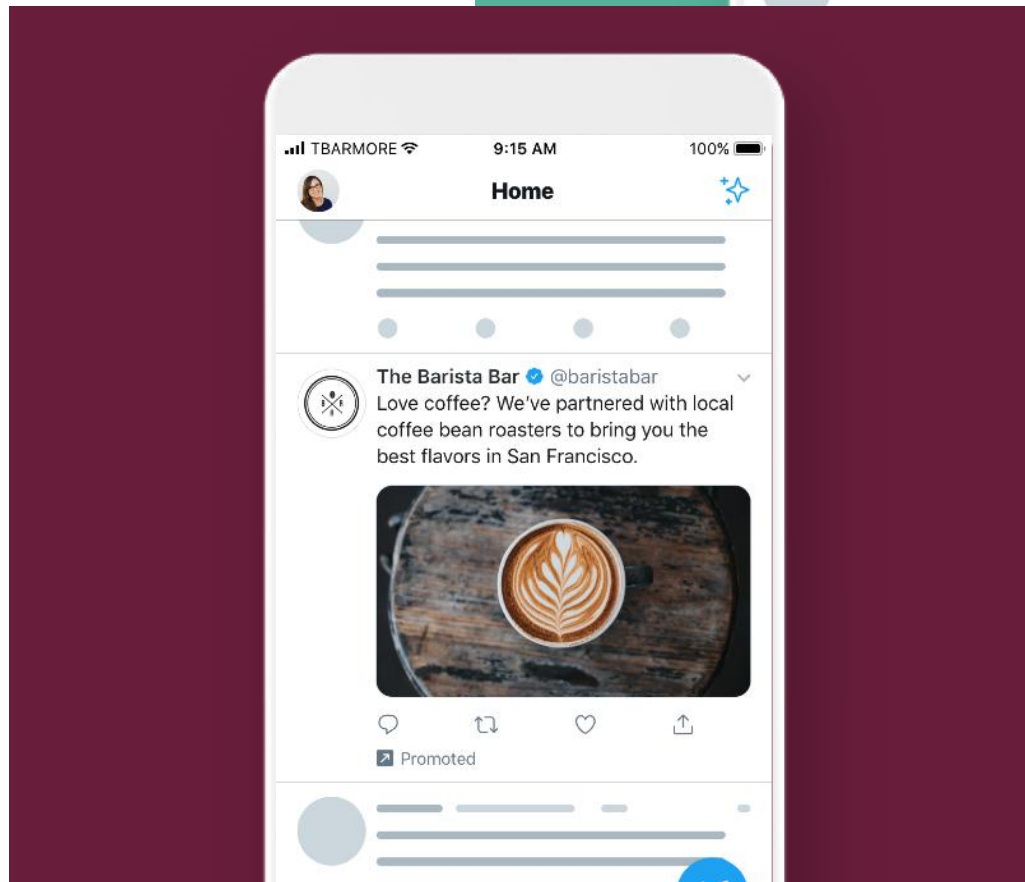 TBARMORE 9:15 AM 100%
Home
The Barista Bar @baristabar
Love coffee? We've partnered with local
coffee bean roasters to bring you the
best flavors in San Francisco.
Promoted